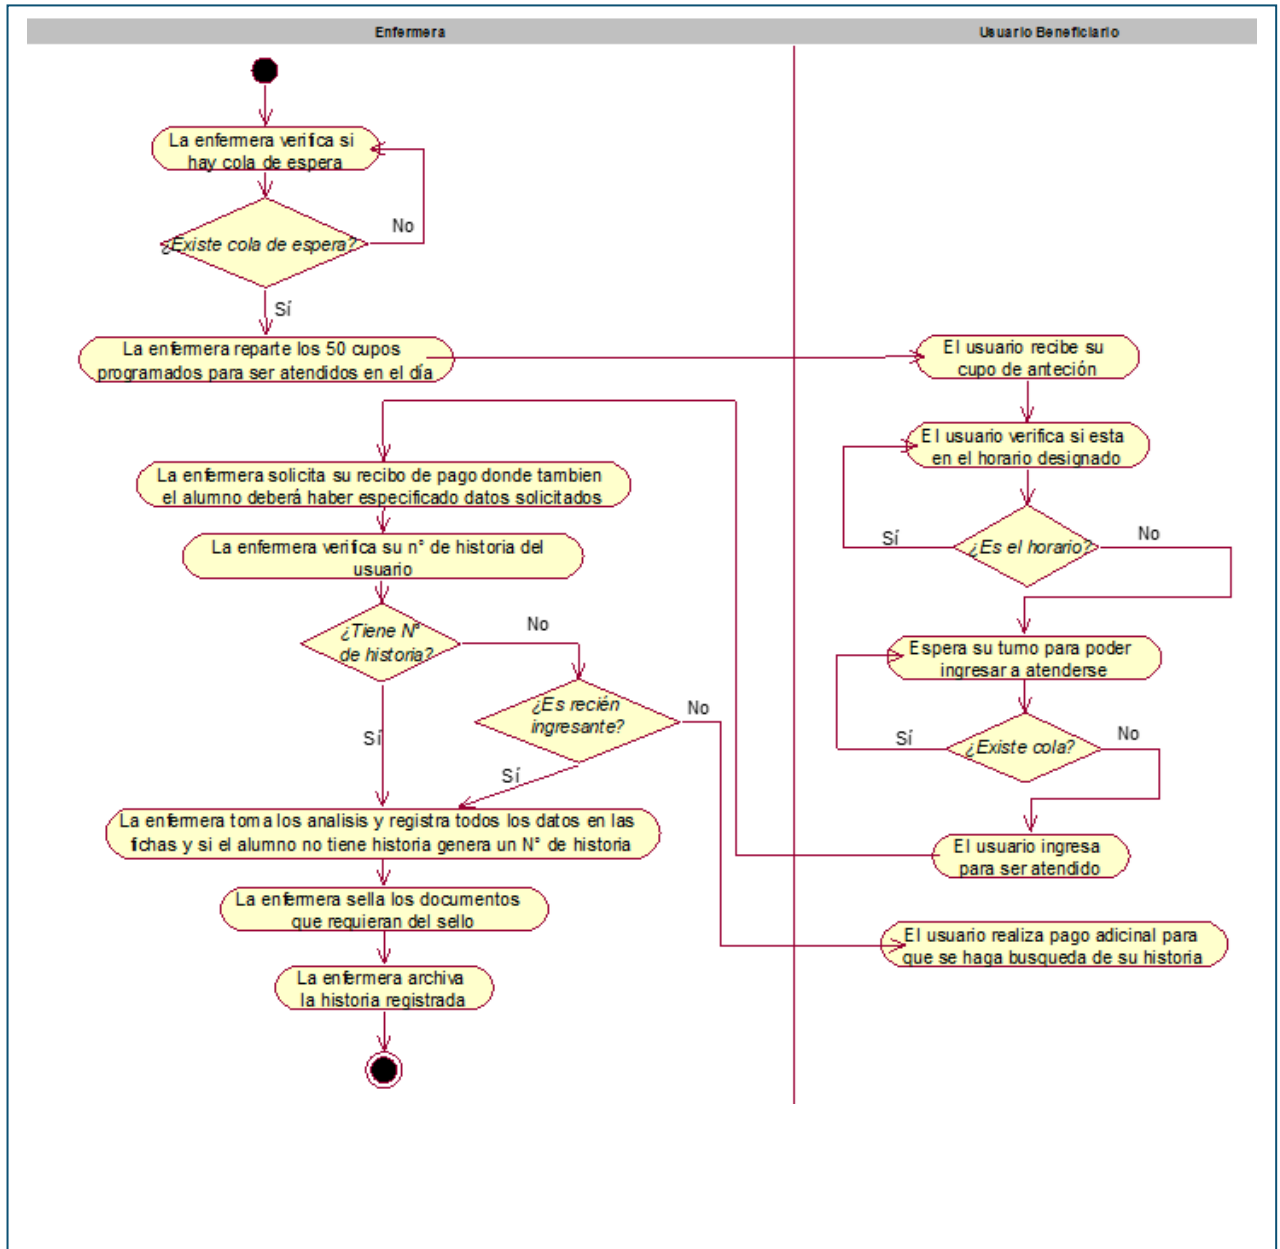 Enfermera
Usuario Beneficiario
La enfermera verifica si
hay cola de espera
¿Existe cola de espera?
No
Sí
La enfermera reparte los 50 cupos
programados para ser atendidos en el día
El usuario recibe su
cupo de anteción
El usuario verifica si esta
en el horario designado
¿Es el horario?
Sí
No
Espera su turno para poder
ingresar a atenderse
¿Existe cola?
Sí
No
El usuario ingresa
para ser atendido
La enfermera solicita su recibo de pago donde tambien
el alumno deberá haber especificado datos solicitados
La enfermera verifica su n° de historia del
usuario
¿Tiene N°
de historia?
No
Sí
¿Es recién
ingresante?
No
Sí
La enfermera toma los analisis y registra todos los datos en las
fichas y si el alumno no tiene historia genera un N° de historia
La enfermera sella los documentos
que requieran del sello
La enfermera archiva
la historia registrada
El usuario realiza pago adicinal para
que se haga busqueda de su historia